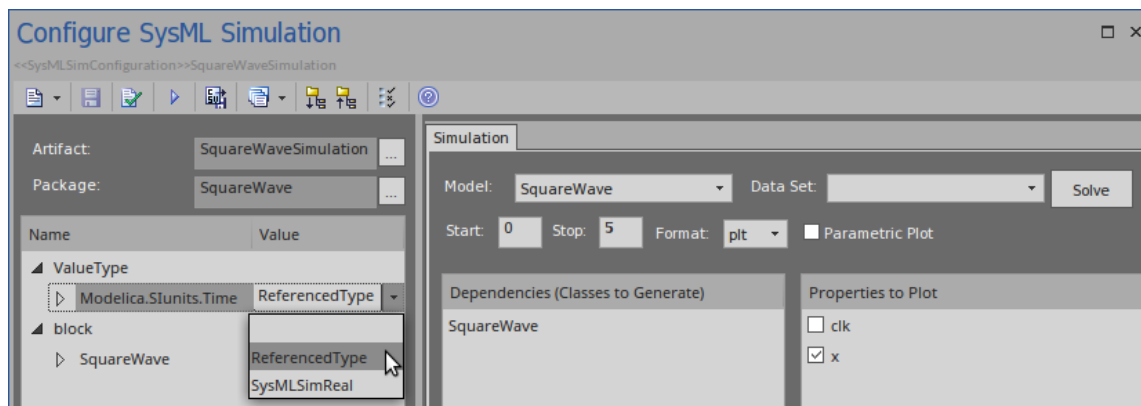 Configure SysML Simulation
<<SysMLSimConfiguration>>SquareWaveSimulation
Artifact: SquareWaveSimulation ...
Package: SquareWave ...
Name Value
ValueType
Modelica.SIunits.Time ReferencedType
block
SquareWave
ReferencedType
SysMLSimReal
Simulation
Model: SquareWave Data Set: Solve
Start: 0 Stop: 5 Format: plt Parametric Plot
Dependencies (Classes to Generate)
SquareWave
Properties to Plot
clk
x